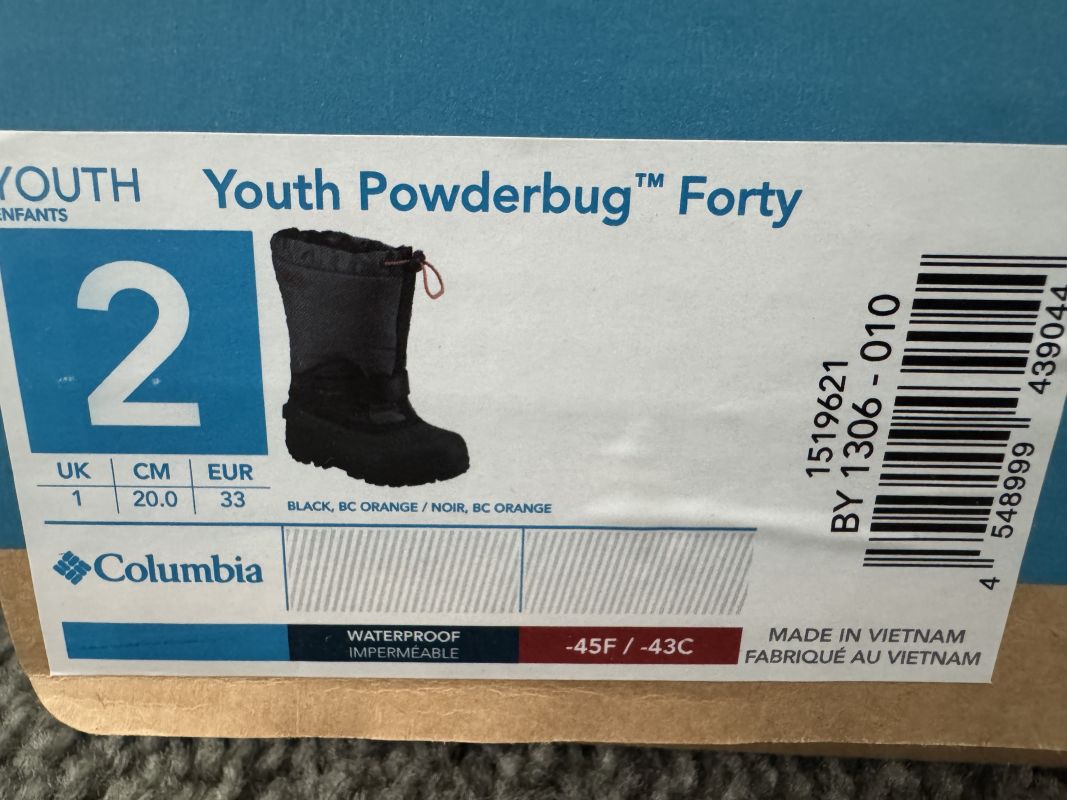 YOUTH
ENFANTS
Youth Powderbug™ Forty
2
UK CM EUR
1 20.0 33
BLACK, BC ORANGE / NOIR, BC ORANGE
Columbia
WATERPROOF
IMPERMÉABLE
-45F / -43C
MADE IN VIETNAM
FABRIQUÉ AU VIETNAM
1519621
BY 1306 - 010
4 548999 439044